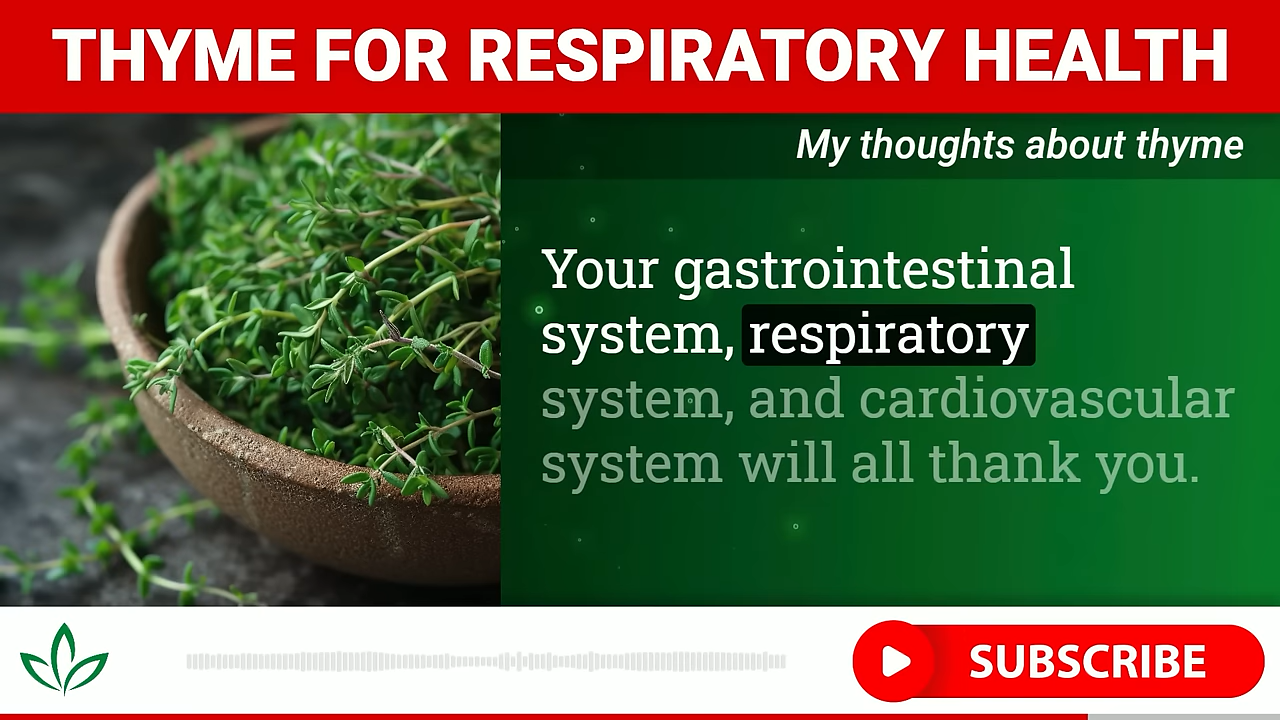 THYME FOR RESPIRATORY HEALTH
My thoughts about thyme
Your gastrointestinal
system, respiratory
system, and cardiovascular
system will all thank you.
SUBSCRIBE